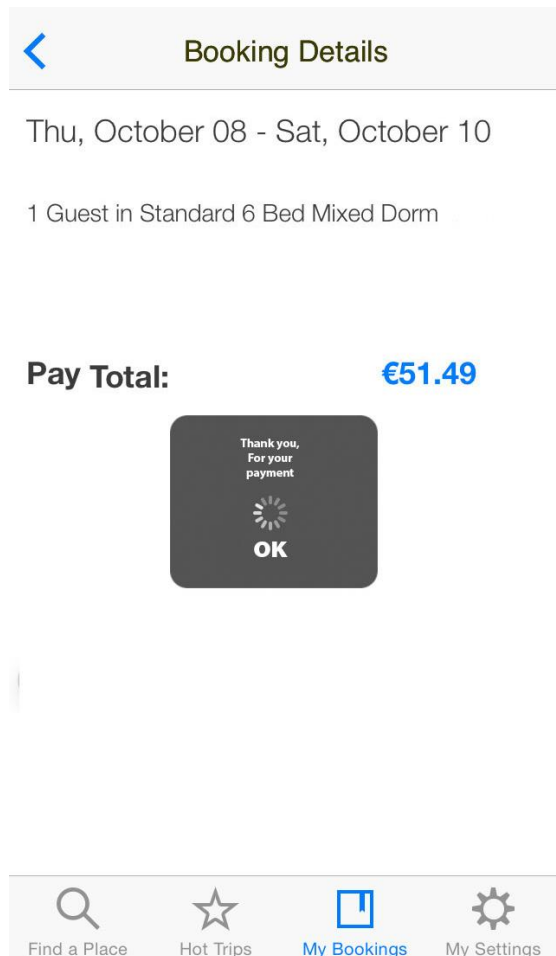 Booking Details
Thu, October 08 - Sat, October 10
1 Guest in Standard 6 Bed Mixed Dorm
Pay Total: €51.49
Thank you,
For your
payment
OK
Find a Place Hot Trips My Bookings My Settings